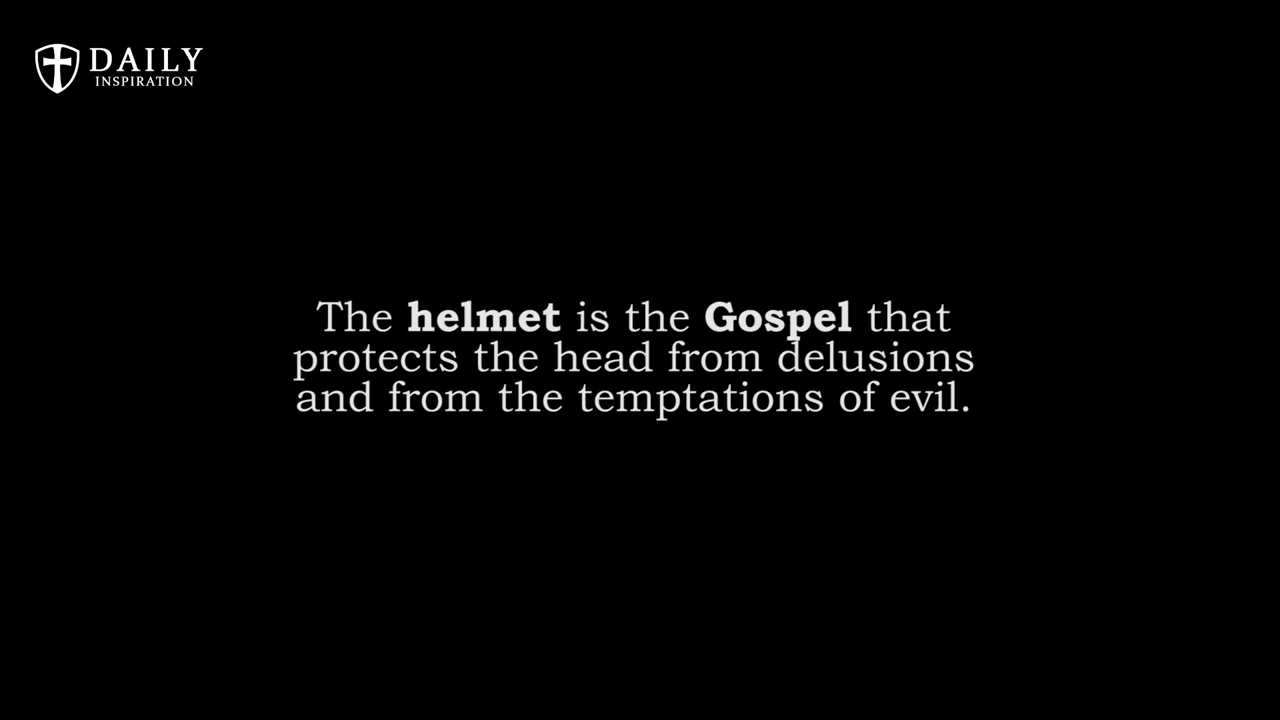 DAILY
INSPIRATION
The helmet is the Gospel that
protects the head from delusions
and from the temptations of evil.